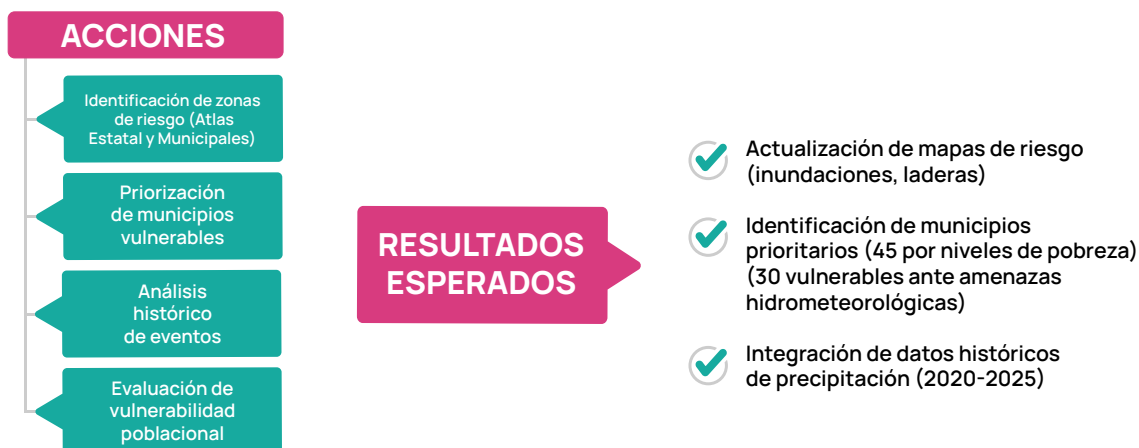 ACCIONES
Identificación de zonas
de riesgo (Atlas
Estatal y Municipales)
Priorización
de municipios
vulnerables
Análisis
histórico
de eventos
Evaluación de
vulnerabilidad
poblacional
RESULTADOS
ESPERADOS
Actualización de mapas de riesgo
(inundaciones, laderas)
Identificación de municipios
prioritarios (45 por niveles de pobreza)
(30 vulnerables ante amenazas
hidrometeorológicas)
Integración de datos históricos
de precipitación (2020-2025)